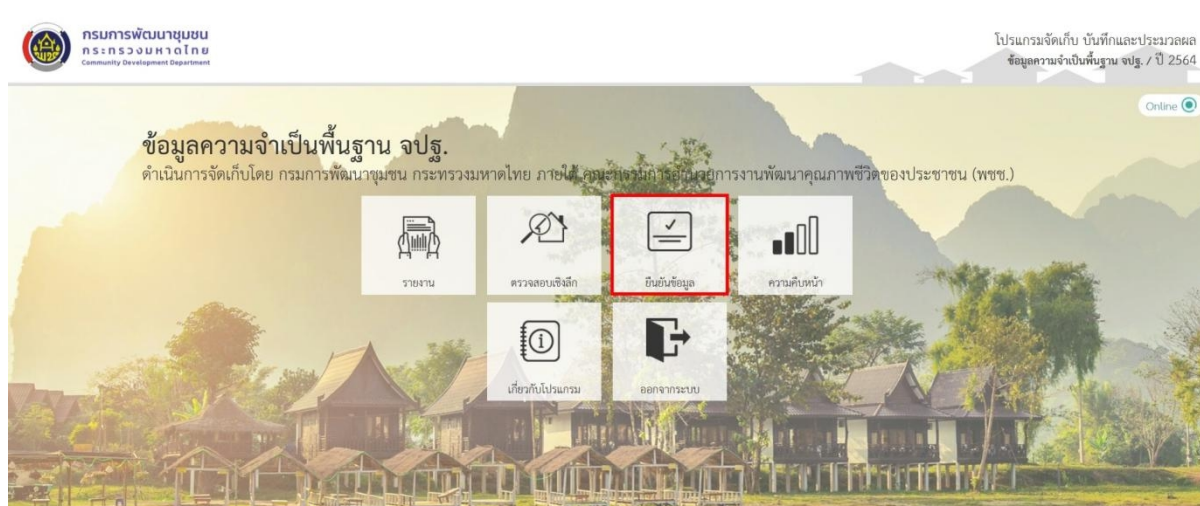 กรมการพัฒนาชุมชน
กระทรวงมหาดไทย
Community Development Department
โปรแกรมจัดเก็บ บันทึกและประมวลผล
ข้อมูลความจำเป็นพื้นฐาน จปฐ. / ปี 2564
Online
ข้อมูลความจำเป็นพื้นฐาน จปฐ.
ดำเนินการจัดเก็บโดย กรมการพัฒนาชุมชน กระทรวงมหาดไทย ภายใต้ คณะกรรมการอำนวยการงานพัฒนาคุณภาพชีวิตของประชาชน (พชช.)
รายงาน
ตรวจสอบเชิงลึก
ยืนยันข้อมูล
ความคืบหน้า
เกี่ยวกับโปรแกรม
ออกจากระบบ